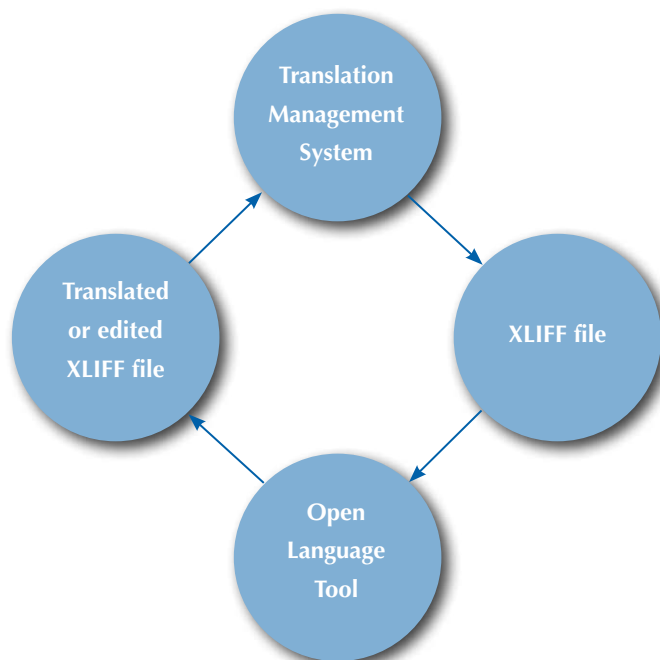 Translation
Management
System
Translated
or edited
XLIFF file
XLIFF file
Open
Language
Tool